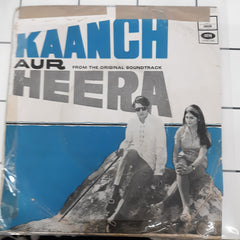 KAANCH
AUR
FROM THE ORIGINAL SOUNDTRACK
HEERA